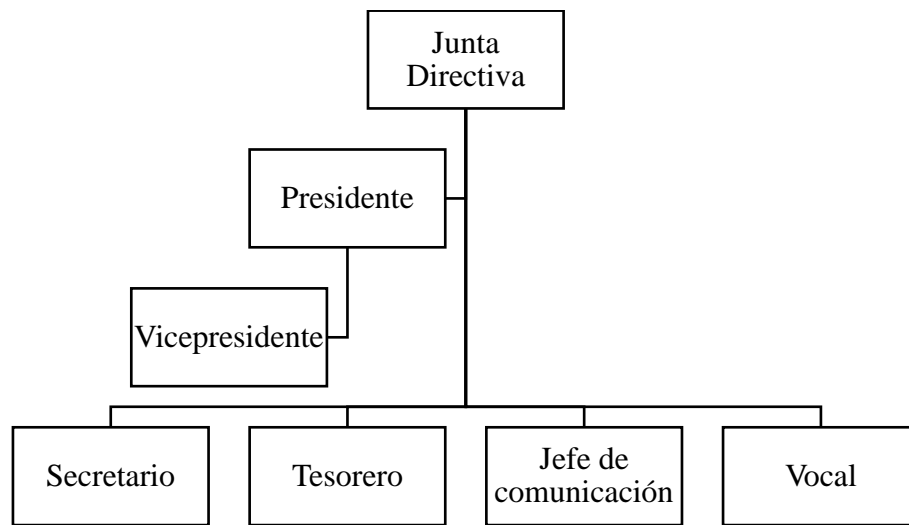 Junta
Directiva
Presidente
Vicepresidente
Secretario
Tesorero
Jefe de
comunicación
Vocal